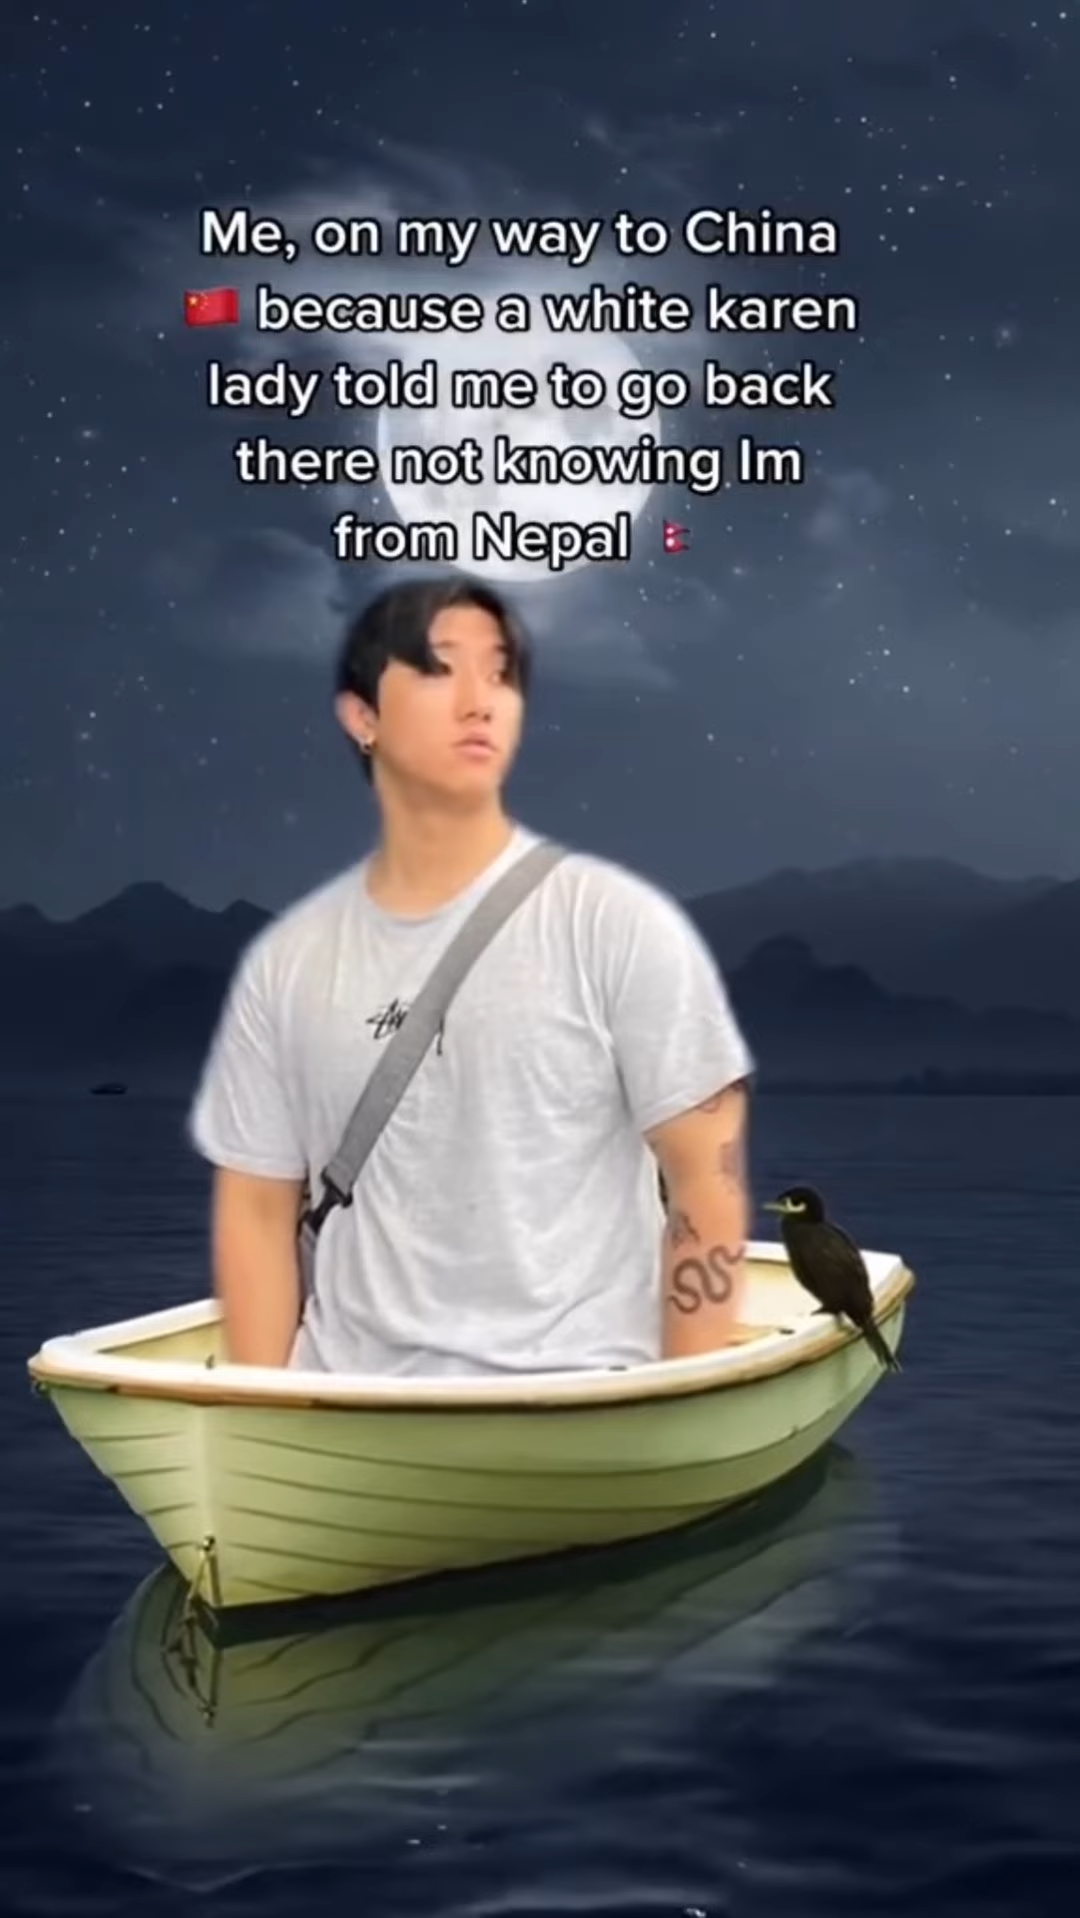 Me, on my way to China
🇨🇳 because a white karen
lady told me to go back
there not knowing Im
from Nepal 🇳🇵